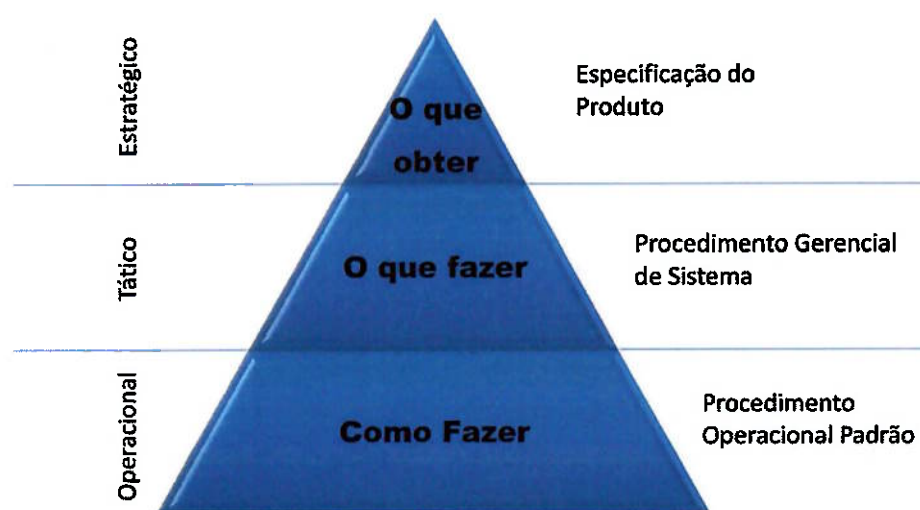 Estratégico
O que
obter
Especificação do
Produto
Tático
O que fazer
Procedimento Gerencial
de Sistema
Operacional
Como Fazer
Procedimento
Operacional Padrão